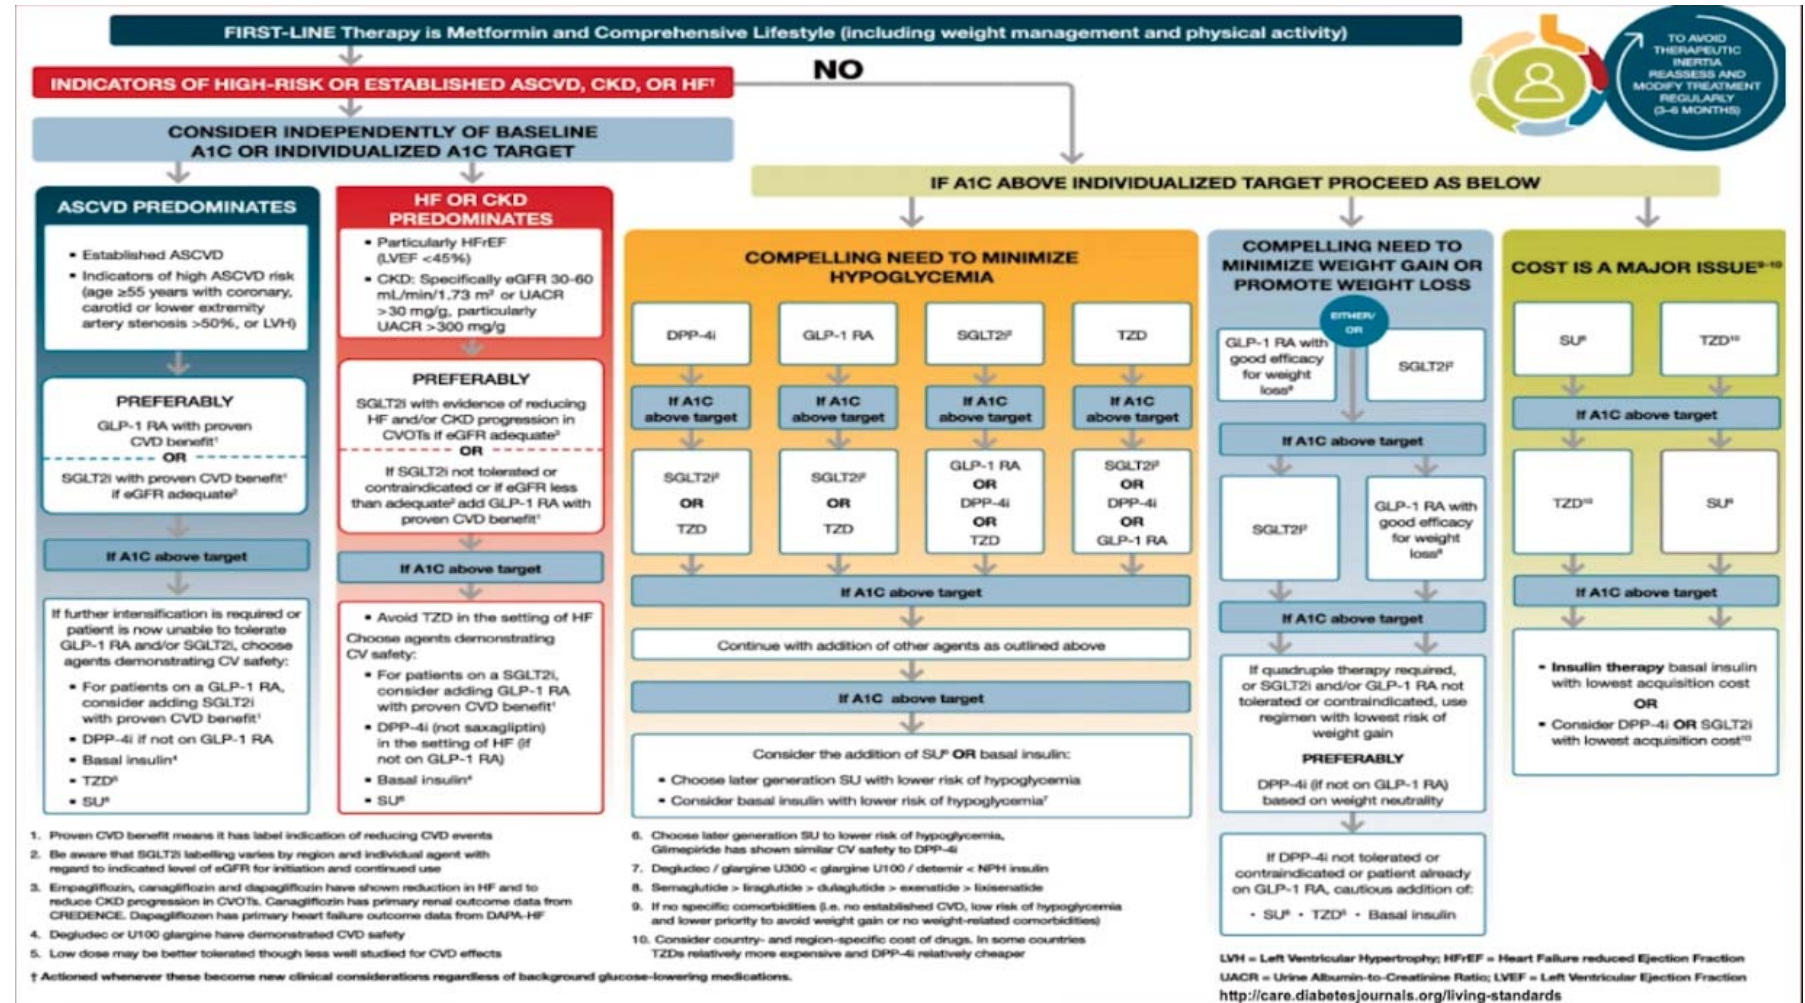 FIRST-LINE Therapy is Metformin and Comprehensive Lifestyle (including weight management and physical activity)
TO AVOID
THERAPEUTIC
INERTIA
REASSESS AND
MODIFY TREATMENT
REGULARLY
(3-6 MONTHS)
INDICATORS OF HIGH-RISK OR ESTABLISHED ASCVD, CKD, OR HF†
NO
CONSIDER INDEPENDENTLY OF BASELINE
A1C OR INDIVIDUALIZED A1C TARGET
IF A1C ABOVE INDIVIDUALIZED TARGET PROCEED AS BELOW
ASCVD PREDOMINATES
▪ Established ASCVD
▪ Indicators of high ASCVD risk
(age ≥55 years with coronary,
carotid or lower extremity
artery stenosis >50%, or LVH)
PREFERABLY
GLP-1 RA with proven
CVD benefit¹
OR
SGLT2i with proven CVD benefit¹
if eGFR adequate²
If A1C above target
If further intensification is required or
patient is now unable to tolerate
GLP-1 RA and/or SGLT2i, choose
agents demonstrating CV safety:
▪ For patients on a GLP-1 RA,
consider adding SGLT2i
with proven CVD benefit¹
▪ DPP-4i if not on GLP-1 RA
▪ Basal insulin⁴
▪ TZD⁵
▪ SU⁶
HF OR CKD
PREDOMINATES
▪ Particularly HFrEF
(LVEF <45%)
▪ CKD: Specifically eGFR 30-60
mL/min/1.73 m² or UACR
>30 mg/g, particularly
UACR >300 mg/g
PREFERABLY
SGLT2i with evidence of reducing
HF and/or CKD progression in
CVOTs if eGFR adequate³
OR
If SGLT2i not tolerated or
contraindicated or if eGFR less
than adequate² add GLP-1 RA with
proven CVD benefit¹
If A1C above target
▪ Avoid TZD in the setting of HF
Choose agents demonstrating
CV safety:
▪ For patients on a SGLT2i,
consider adding GLP-1 RA
with proven CVD benefit¹
▪ DPP-4i (not saxagliptin)
in the setting of HF (if
not on GLP-1 RA)
▪ Basal insulin⁴
▪ SU⁶
COMPELLING NEED TO MINIMIZE
HYPOGLYCEMIA
DPP-4i
GLP-1 RA
SGLT2i²
TZD
If A1C
above target
If A1C
above target
If A1C
above target
If A1C
above target
SGLT2i²
OR
TZD
SGLT2i²
OR
TZD
GLP-1 RA
OR
DPP-4i
OR
TZD
SGLT2i²
OR
DPP-4i
OR
GLP-1 RA
If A1C above target
Continue with addition of other agents as outlined above
If A1C above target
Consider the addition of SU⁶ OR basal insulin:
▪ Choose later generation SU with lower risk of hypoglycemia
▪ Consider basal insulin with lower risk of hypoglycemia⁷
COMPELLING NEED TO
MINIMIZE WEIGHT GAIN OR
PROMOTE WEIGHT LOSS
EITHER/
OR
GLP-1 RA with
good efficacy
for weight
loss⁸
SGLT2i²
If A1C above target
SGLT2i²
GLP-1 RA with
good efficacy
for weight
loss⁸
If A1C above target
If quadruple therapy required,
or SGLT2i and/or GLP-1 RA not
tolerated or contraindicated, use
regimen with lowest risk of
weight gain
PREFERABLY
DPP-4i (if not on GLP-1 RA)
based on weight neutrality
If DPP-4i not tolerated or
contraindicated or patient already
on GLP-1 RA, cautious addition of:
• SU⁶ • TZD⁵ • Basal insulin
COST IS A MAJOR ISSUE⁹⁻¹⁰
SU⁶
TZD¹⁰
If A1C above target
TZD¹⁰
SU⁶
If A1C above target
▪ Insulin therapy basal insulin
with lowest acquisition cost
OR
▪ Consider DPP-4i OR SGLT2i
with lowest acquisition cost¹⁰
1. Proven CVD benefit means it has label indication of reducing CVD events
2. Be aware that SGLT2i labelling varies by region and individual agent with
regard to indicated level of eGFR for initiation and continued use
3. Empagliflozin, canagliflozin and dapagliflozin have shown reduction in HF and to
reduce CKD progression in CVOTs. Canagliflozin has primary renal outcome data from
CREDENCE. Dapagliflozen has primary heart failure outcome data from DAPA-HF
4. Degludec or U100 glargine have demonstrated CVD safety
5. Low dose may be better tolerated though less well studied for CVD effects
† Actioned whenever these become new clinical considerations regardless of background glucose-lowering medications.
6. Choose later generation SU to lower risk of hypoglycemia,
Glimepiride has shown similar CV safety to DPP-4i
7. Degludec / glargine U300 < glargine U100 / detemir < NPH insulin
8. Semaglutide > liraglutide > dulaglutide > exenatide > lixisenatide
9. If no specific comorbidities (i.e. no established CVD, low risk of hypoglycemia
and lower priority to avoid weight gain or no weight-related comorbidities)
10. Consider country- and region-specific cost of drugs. In some countries
TZDs relatively more expensive and DPP-4i relatively cheaper
LVH = Left Ventricular Hypertrophy; HFrEF = Heart Failure reduced Ejection Fraction
UACR = Urine Albumin-to-Creatinine Ratio; LVEF = Left Ventricular Ejection Fraction
http://care.diabetesjournals.org/living-standards